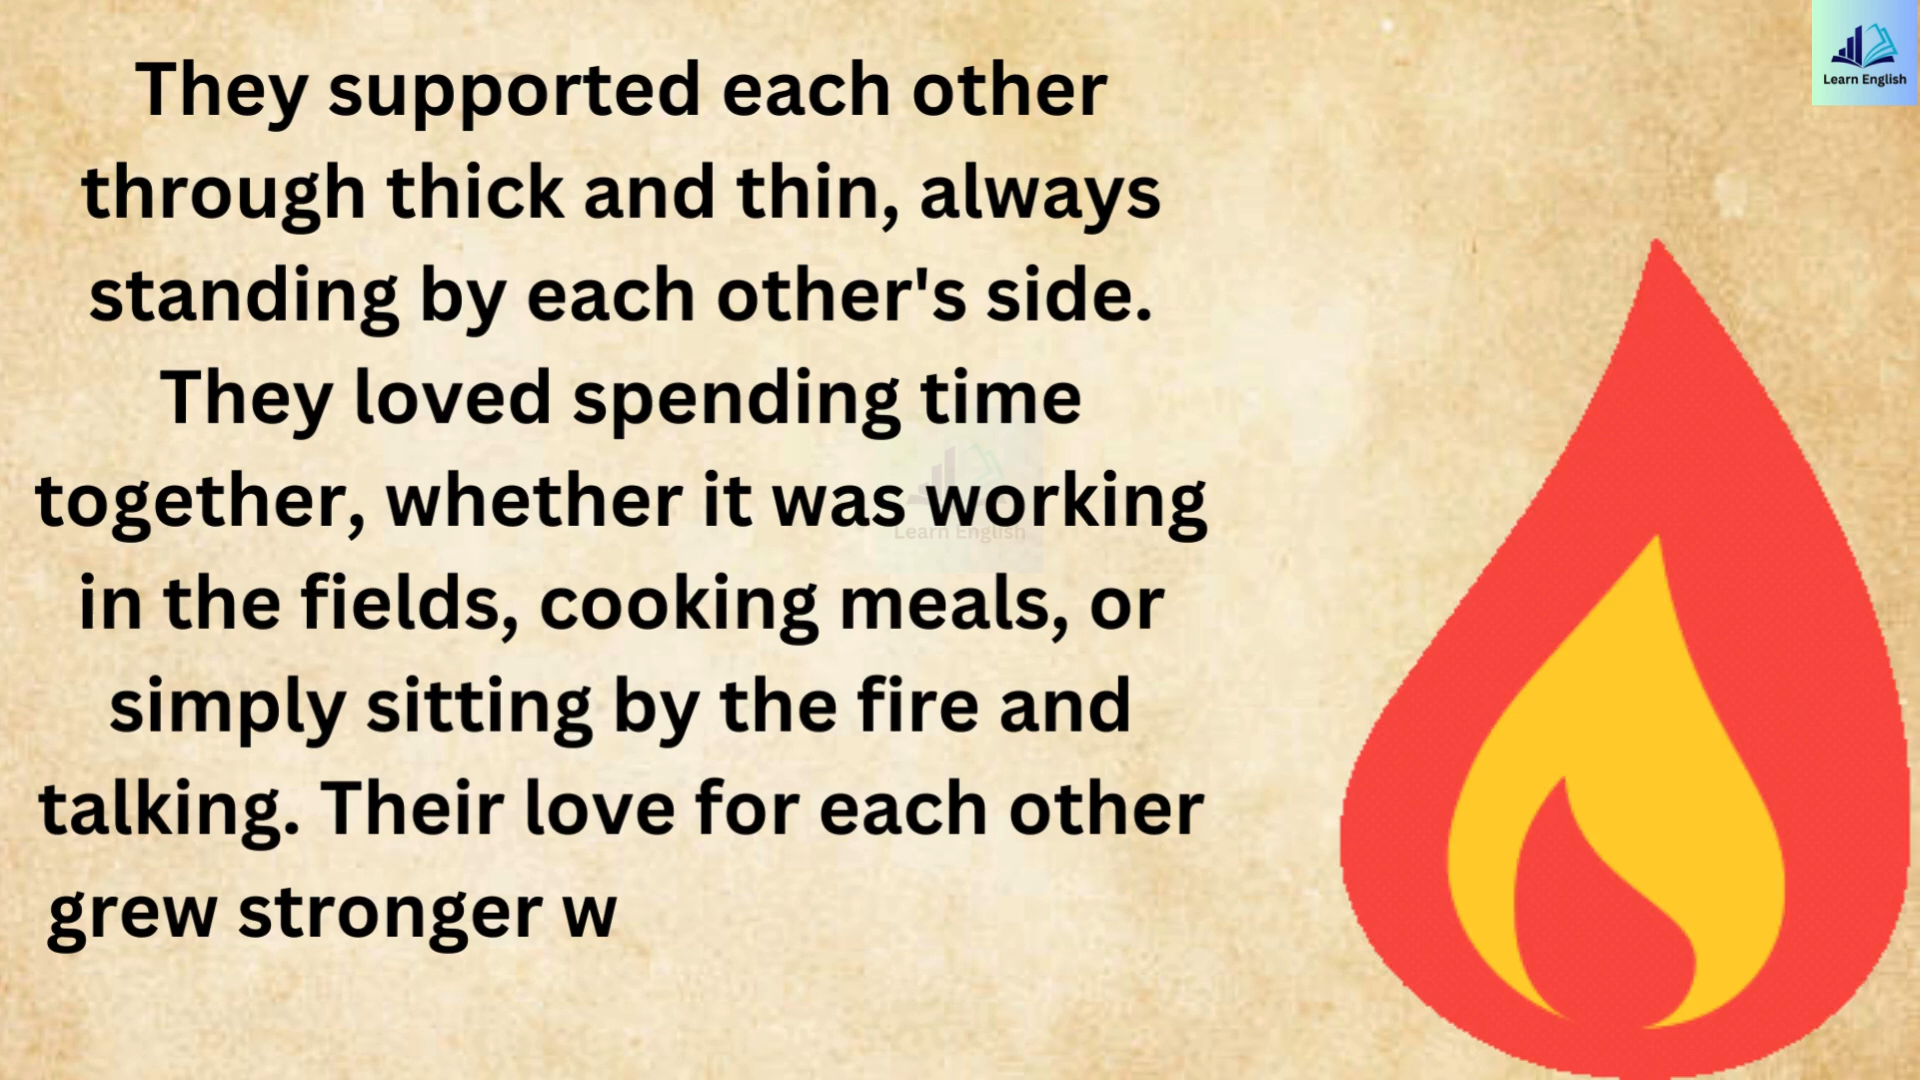 They supported each other
through thick and thin, always
standing by each other's side.
They loved spending time
together, whether it was working
in the fields, cooking meals, or
simply sitting by the fire and
talking. Their love for each other
grew stronger w
Learn English
Learn English